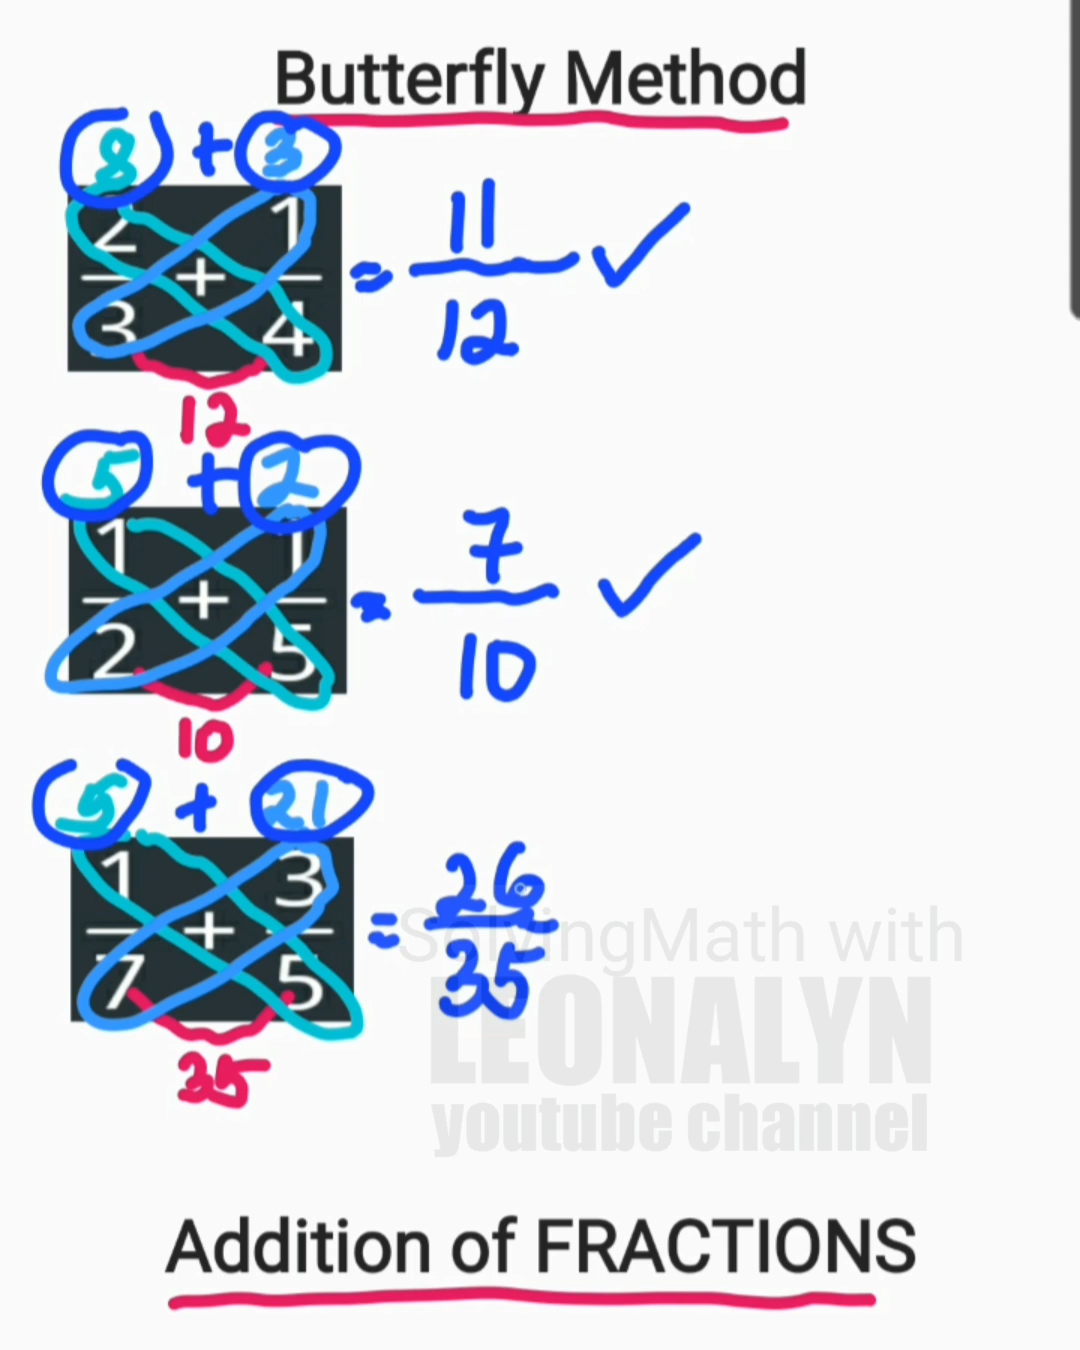 Butterfly Method
8 + 3
2/3 + 1/4 = 11/12 ✓
12
5 + 2
1/2 + 1/5 = 7/10 ✓
10
5 + 21
1/7 + 3/5 = 26/35
35
SolvingMath with
LEONALYN
youtube channel
Addition of FRACTIONS